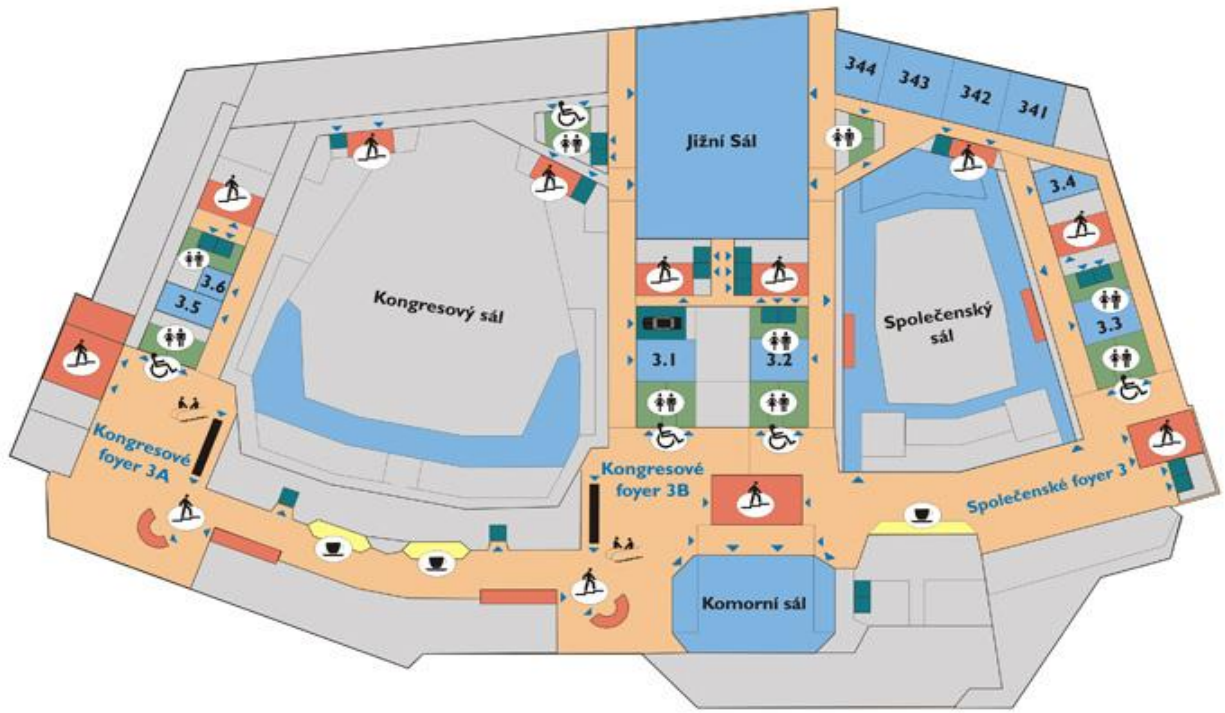 344
343
342
341
Jižní Sál
3.4
3.6
3.5
Kongresový sál
Společenský
sál
3.3
3.1
3.2
Kongresové
foyer 3A
Kongresové
foyer 3B
Společenské foyer 3
Komorní sál